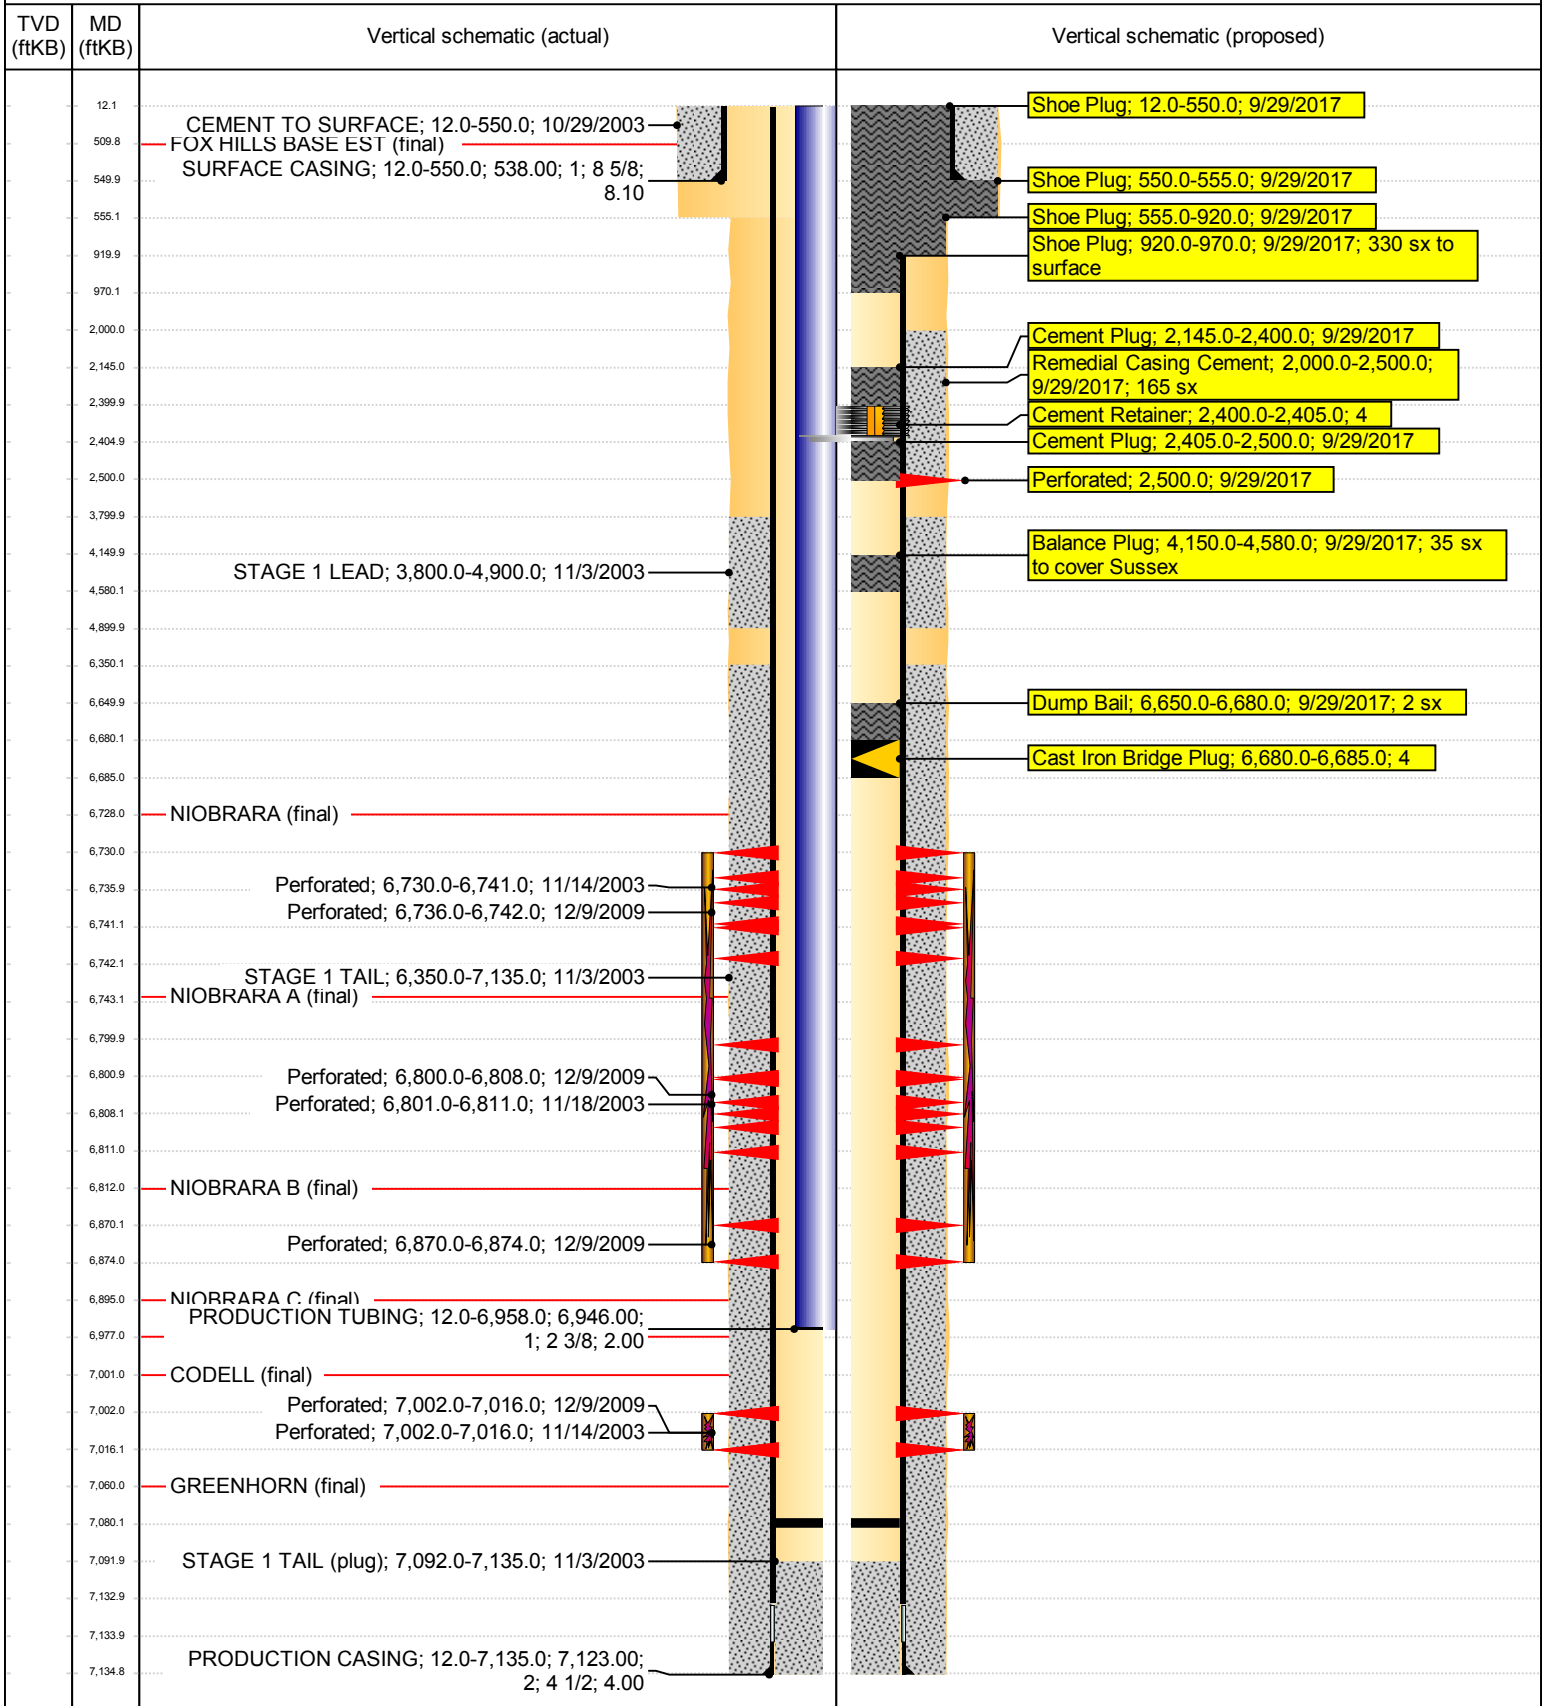 TVD (ftKB)
MD (ftKB)
Vertical schematic (actual)
Vertical schematic (proposed)
12.1
509.8
549.9
555.1
919.9
970.1
2,000.0
2,145.0
2,399.9
2,404.9
2,500.0
3,799.9
4,149.9
4,580.1
4,899.9
6,350.1
6,649.9
6,680.1
6,685.0
6,728.0
6,730.0
6,735.9
6,741.1
6,742.1
6,743.1
6,799.9
6,800.9
6,808.1
6,811.0
6,812.0
6,870.1
6,874.0
6,895.0
6,977.0
7,001.0
7,002.0
7,016.1
7,060.0
7,080.1
7,091.9
7,132.9
7,133.9
7,134.8
CEMENT TO SURFACE; 12.0-550.0; 10/29/2003
FOX HILLS BASE EST (final)
SURFACE CASING; 12.0-550.0; 538.00; 1; 8 5/8;
8.10
STAGE 1 LEAD; 3,800.0-4,900.0; 11/3/2003
NIOBRARA (final)
Perforated; 6,730.0-6,741.0; 11/14/2003
Perforated; 6,736.0-6,742.0; 12/9/2009
STAGE 1 TAIL; 6,350.0-7,135.0; 11/3/2003
NIOBRARA A (final)
Perforated; 6,800.0-6,808.0; 12/9/2009
Perforated; 6,801.0-6,811.0; 11/18/2003
NIOBRARA B (final)
Perforated; 6,870.0-6,874.0; 12/9/2009
NIOBRARA C (final)
PRODUCTION TUBING; 12.0-6,958.0; 6,946.00;
1; 2 3/8; 2.00
CODELL (final)
Perforated; 7,002.0-7,016.0; 12/9/2009
Perforated; 7,002.0-7,016.0; 11/14/2003
GREENHORN (final)
STAGE 1 TAIL (plug); 7,092.0-7,135.0; 11/3/2003
PRODUCTION CASING; 12.0-7,135.0; 7,123.00;
2; 4 1/2; 4.00
Shoe Plug; 12.0-550.0; 9/29/2017
Shoe Plug; 550.0-555.0; 9/29/2017
Shoe Plug; 555.0-920.0; 9/29/2017
Shoe Plug; 920.0-970.0; 9/29/2017; 330 sx to
surface
Cement Plug; 2,145.0-2,400.0; 9/29/2017
Remedial Casing Cement; 2,000.0-2,500.0;
9/29/2017; 165 sx
Cement Retainer; 2,400.0-2,405.0; 4
Cement Plug; 2,405.0-2,500.0; 9/29/2017
Perforated; 2,500.0; 9/29/2017
Balance Plug; 4,150.0-4,580.0; 9/29/2017; 35 sx
to cover Sussex
Dump Bail; 6,650.0-6,680.0; 9/29/2017; 2 sx
Cast Iron Bridge Plug; 6,680.0-6,685.0; 4